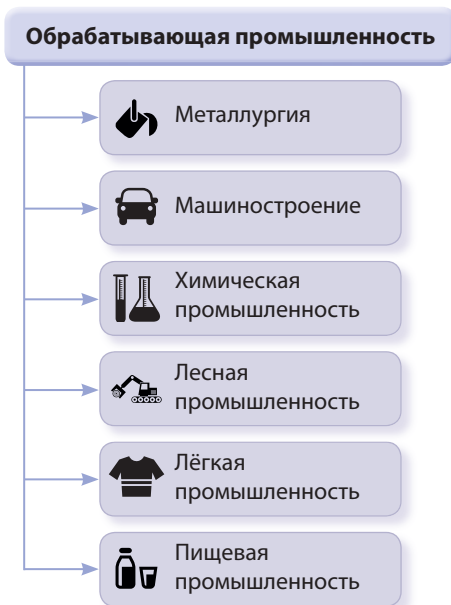 Обрабатывающая промышленность
Металлургия
Машиностроение
Химическая
промышленность
Лесная
промышленность
Лёгкая
промышленность
Пищевая
промышленность